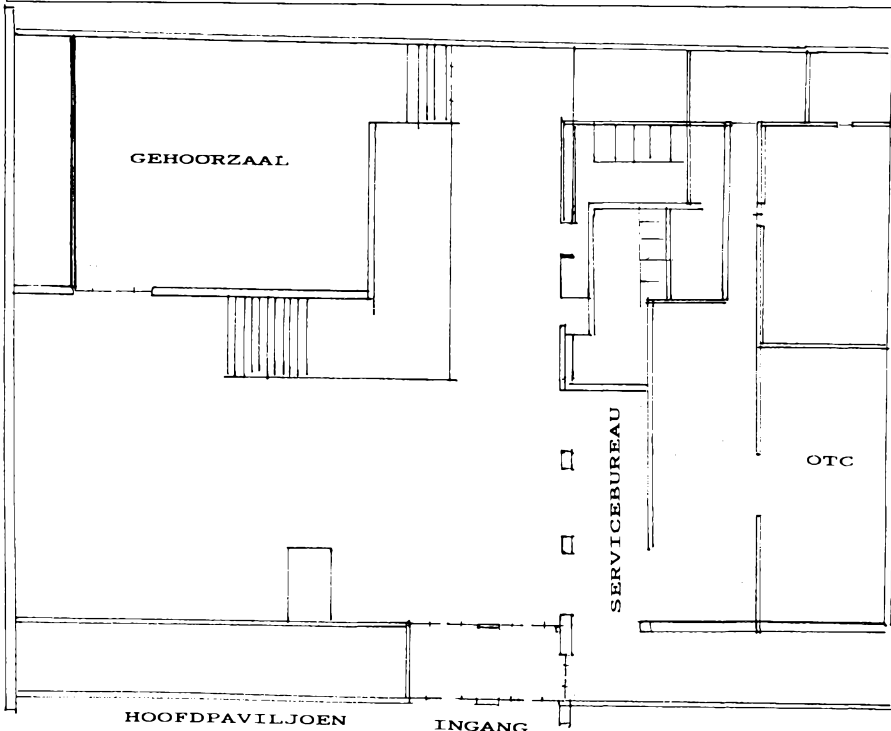 GEHOORZAAL
OTC
SERVICEBUREAU
HOOFDPAVILJOEN
INGANG